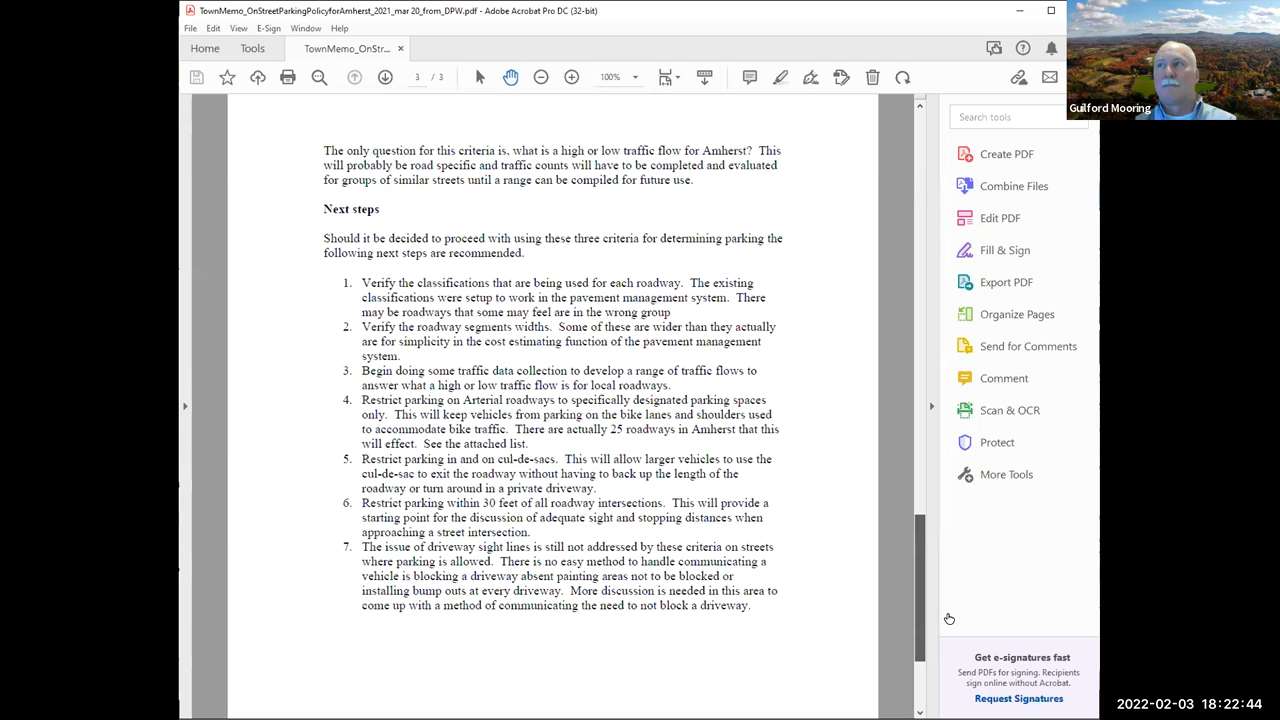 TownMemo_OnStreetParkingPolicyforAmherst_2021_mar 20_from_DPW.pdf - Adobe Acrobat Pro DC (32-bit)
File Edit View E-Sign Window Help
Home Tools TownMemo_OnStr... ×
3 / 3 100%
Guilford Mooring
The only question for this criteria is, what is a high or low traffic flow for Amherst? This
will probably be road specific and traffic counts will have to be completed and evaluated
for groups of similar streets until a range can be compiled for future use.
Next steps
Should it be decided to proceed with using these three criteria for determining parking the
following next steps are recommended.
1. Verify the classifications that are being used for each roadway. The existing
classifications were setup to work in the pavement management system. There
may be roadways that some may feel are in the wrong group
2. Verify the roadway segments widths. Some of these are wider than they actually
are for simplicity in the cost estimating function of the pavement management
system.
3. Begin doing some traffic data collection to develop a range of traffic flows to
answer what a high or low traffic flow is for local roadways.
4. Restrict parking on Arterial roadways to specifically designated parking spaces
only. This will keep vehicles from parking on the bike lanes and shoulders used
to accommodate bike traffic. There are actually 25 roadways in Amherst that this
will effect. See the attached list.
5. Restrict parking in and on cul-de-sacs. This will allow larger vehicles to use the
cul-de-sac to exit the roadway without having to back up the length of the
roadway or turn around in a private driveway.
6. Restrict parking within 30 feet of all roadway intersections. This will provide a
starting point for the discussion of adequate sight and stopping distances when
approaching a street intersection.
7. The issue of driveway sight lines is still not addressed by these criteria on streets
where parking is allowed. There is no easy method to handle communicating a
vehicle is blocking a driveway absent painting areas not to be blocked or
installing bump outs at every driveway. More discussion is needed in this area to
come up with a method of communicating the need to not block a driveway.
Search tools
Create PDF
Combine Files
Edit PDF
Fill & Sign
Export PDF
Organize Pages
Send for Comments
Comment
Scan & OCR
Protect
More Tools
Get e-signatures fast
Send PDFs for signing. Recipients
sign online without Acrobat.
Request Signatures
2022-02-03 18:22:44